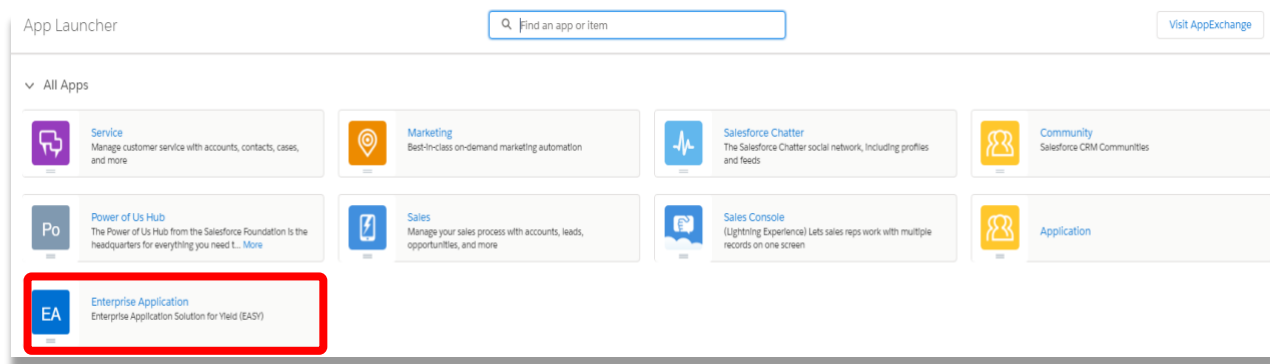 App Launcher
Find an app or item
Visit AppExchange
All Apps
Service
Manage customer service with accounts, contacts, cases,
and more
Marketing
Best-in-class on-demand marketing automation
Salesforce Chatter
The Salesforce Chatter social network, including profiles
and feeds
Community
Salesforce CRM Communities
Po
Power of Us Hub
The Power of Us Hub from the Salesforce Foundation is the
headquarters for everything you need t... More
Sales
Manage your sales process with accounts, leads,
opportunities, and more
Sales Console
(Lightning Experience) Lets sales reps work with multiple
records on one screen
Application
EA
Enterprise Application
Enterprise Application Solution for Yleid (EASY)